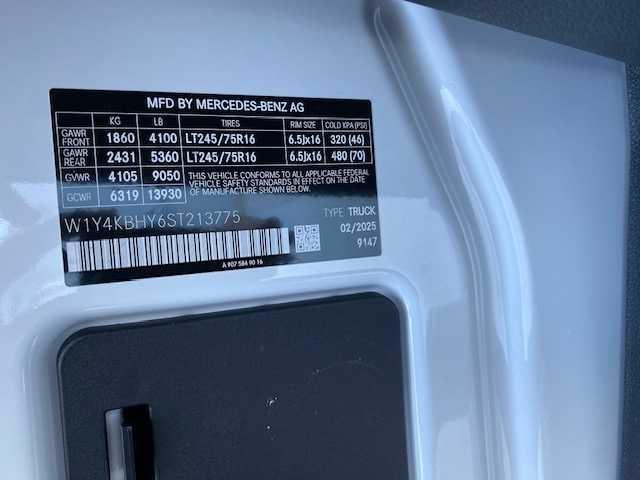 MFD BY MERCEDES-BENZ AG
KG LB TIRES RIM SIZE COLD KPA (PSI)
GAWR FRONT 1860 4100 LT245/75R16 6.5Jx16 320 (46)
GAWR REAR 2431 5360 LT245/75R16 6.5Jx16 480 (70)
GVWR 4105 9050 THIS VEHICLE CONFORMS TO ALL APPLICABLE FEDERAL
VEHICLE SAFETY STANDARDS IN EFFECT ON THE DATE
GCWR 6319 13930 OF MANUFACTURE SHOWN ABOVE.
W1Y4KBHY6ST213775 TYPE TRUCK
02/2025
9147
A 907 584 90 16